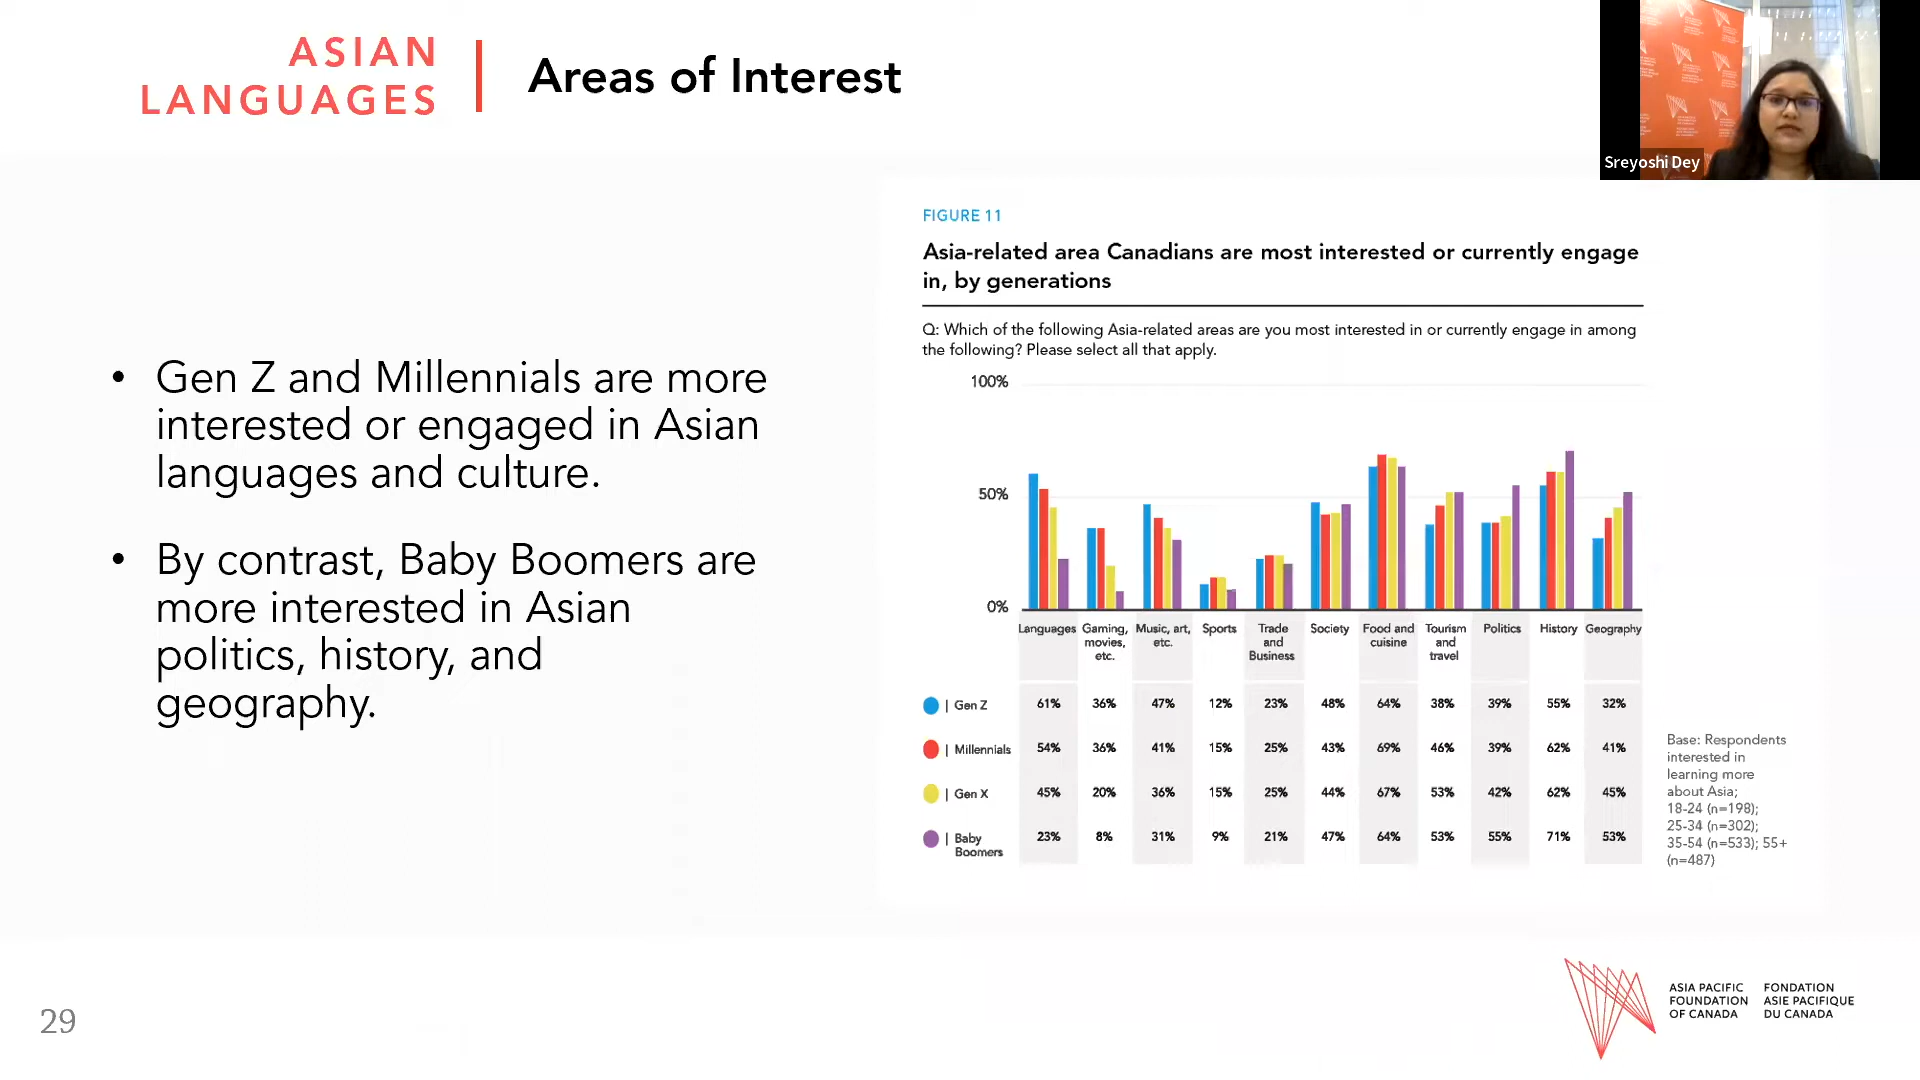 ASIAN
LANGUAGES
Areas of Interest
Sreyoshi Dey
• Gen Z and Millennials are more
interested or engaged in Asian
languages and culture.
• By contrast, Baby Boomers are
more interested in Asian
politics, history, and
geography.
FIGURE 11
Asia-related area Canadians are most interested or currently engage
in, by generations
Q: Which of the following Asia-related areas are you most interested in or currently engage in among
the following? Please select all that apply.
100%
50%
0%
Languages Gaming, Music, art, Sports Trade Society Food and Tourism Politics History Geography
movies, etc. and cuisine and
etc. Business travel
| Gen Z 61% 36% 47% 12% 23% 48% 64% 38% 39% 55% 32%
| Millennials 54% 36% 41% 15% 25% 43% 69% 46% 39% 62% 41%
| Gen X 45% 20% 36% 15% 25% 44% 67% 53% 42% 62% 45%
| Baby 23% 8% 31% 9% 21% 47% 64% 53% 55% 71% 53%
Boomers
Base: Respondents
interested in
learning more
about Asia;
18-24 (n=198);
25-34 (n=302);
35-54 (n=533); 55+
(n=487)
29
ASIA PACIFIC
FOUNDATION
OF CANADA
FONDATION
ASIE PACIFIQUE
DU CANADA